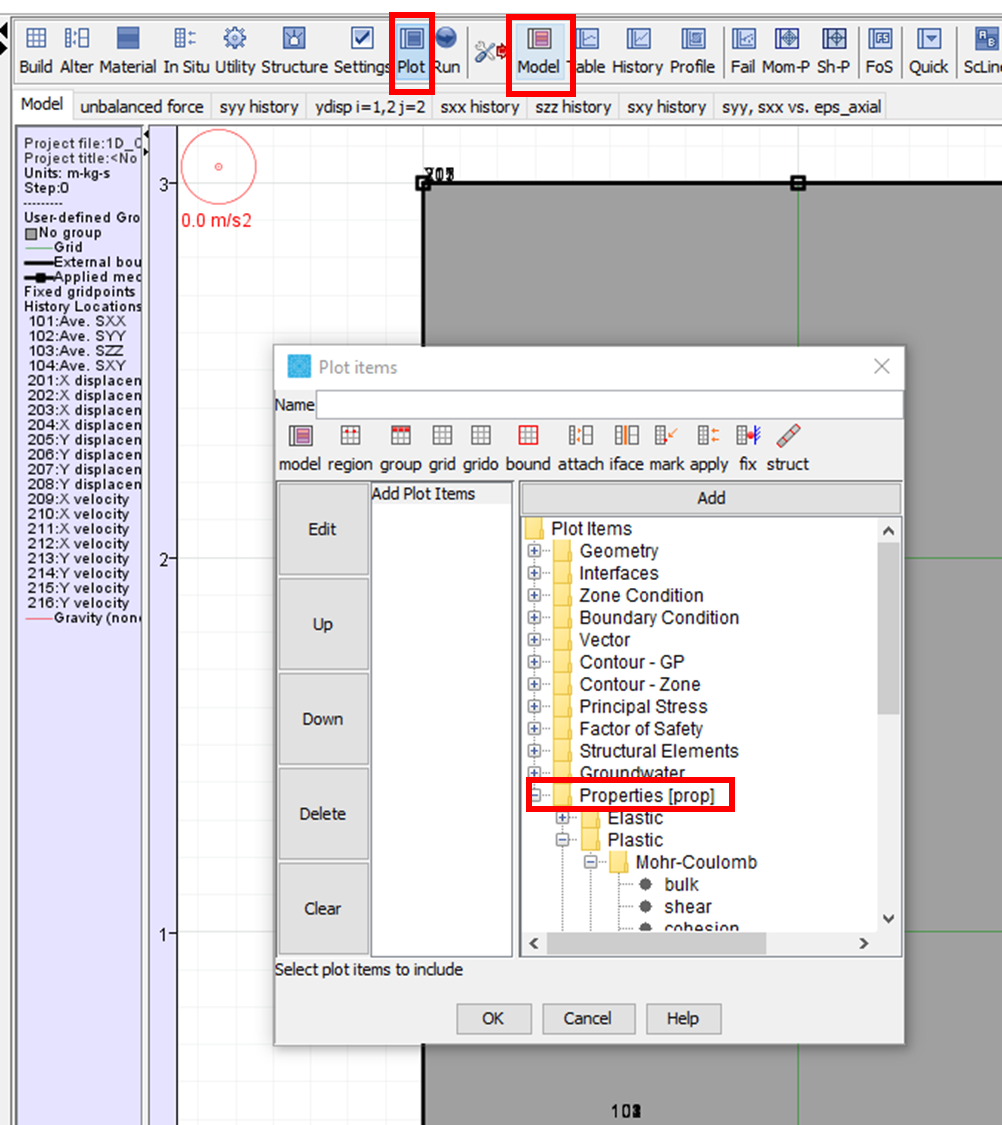 Build Alter Material In Situ Utility Structure Settings Plot Run Model Table History Profile Fail Mom-P Sh-P FoS Quick ScLine
Model unbalanced force syy history ydisp i=1,2 j=2 sxx history szz history sxy history syy, sxx vs. eps_axial
Project file:1D_
Project title:<No
Units: m-kg-s
Step:0
---------
User-defined Gro
No group
Grid
External bou
Applied mec
Fixed gridpoints
History Locations
101:Ave. SXX
102:Ave. SYY
103:Ave. SZZ
104:Ave. SXY
201:X displacen
202:X displacen
203:X displacen
204:X displacen
205:Y displacen
206:Y displacen
207:Y displacen
208:Y displacen
209:X velocity
210:X velocity
211:X velocity
212:X velocity
213:Y velocity
214:Y velocity
215:Y velocity
216:Y velocity
Gravity (non
0.0 m/s2
3
2
1
Plot items
Name
model region group grid grido bound attach iface mark apply fix struct
Edit
Up
Down
Delete
Clear
Add Plot Items
Add
Plot Items
Geometry
Interfaces
Zone Condition
Boundary Condition
Vector
Contour - GP
Contour - Zone
Principal Stress
Factor of Safety
Structural Elements
Groundwater
Properties [prop]
Elastic
Plastic
Mohr-Coulomb
bulk
shear
cohesion
Select plot items to include
OK Cancel Help